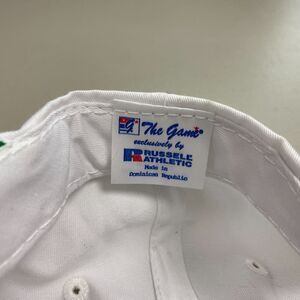 G The Game
exclusively by
RUSSELL
ATHLETIC
Made in
Dominican Republic